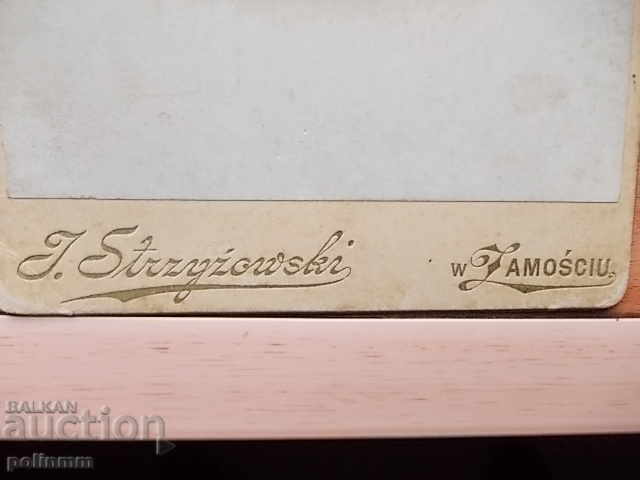 J. Strzyżowski w ZAMOŚCIU.
BALKAN
auction
polinmm